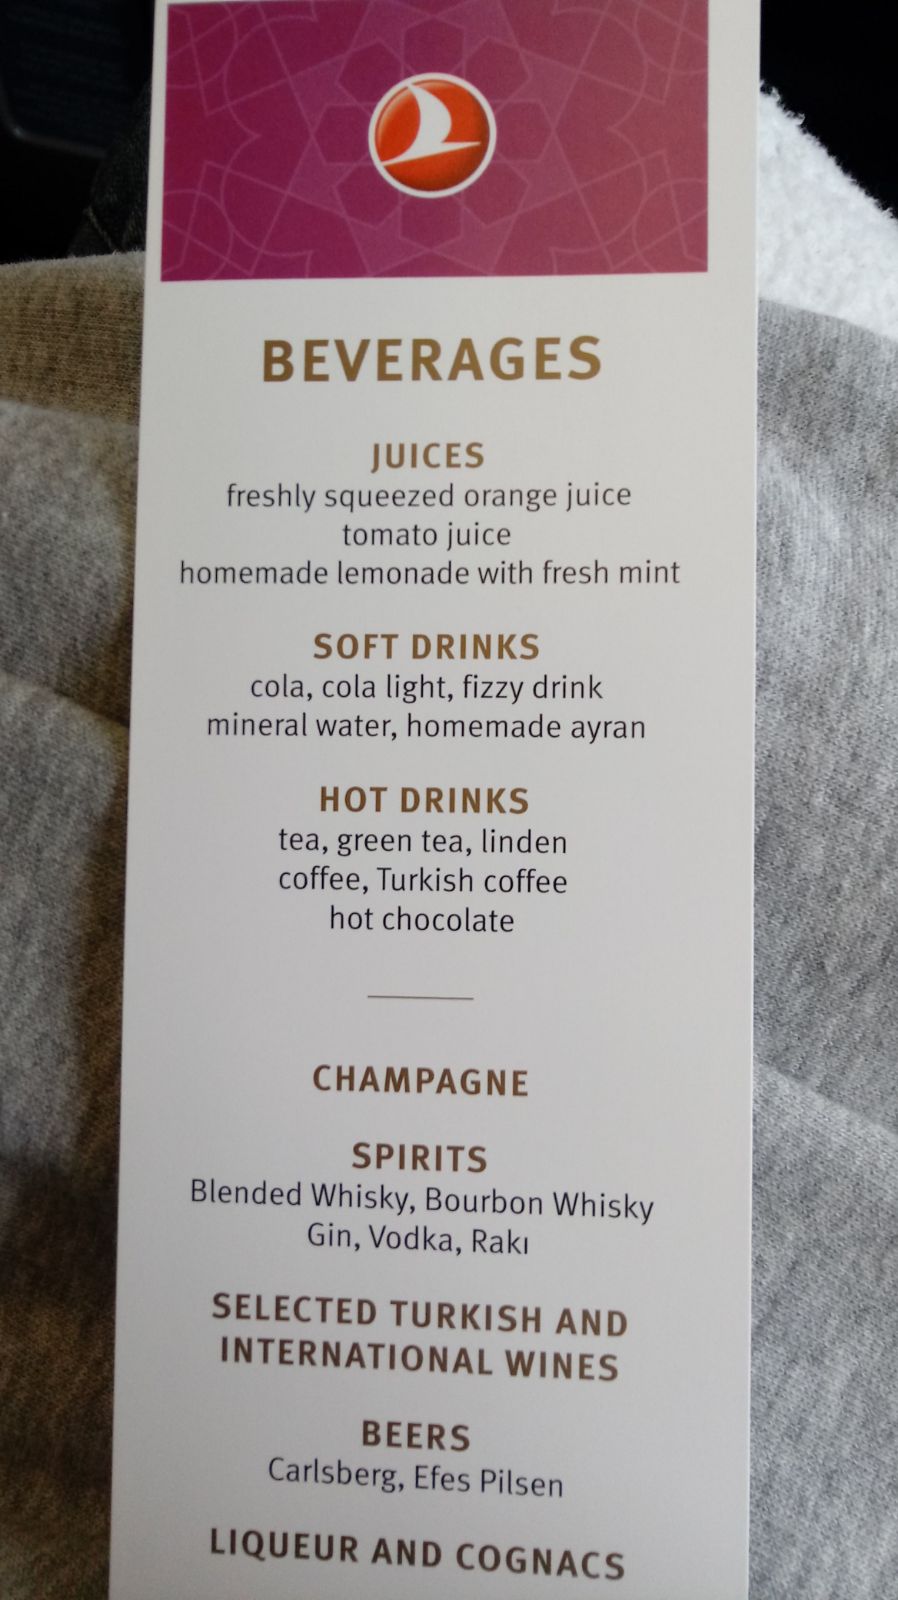 BEVERAGES
JUICES
freshly squeezed orange juice
tomato juice
homemade lemonade with fresh mint
SOFT DRINKS
cola, cola light, fizzy drink
mineral water, homemade ayran
HOT DRINKS
tea, green tea, linden
coffee, Turkish coffee
hot chocolate
CHAMPAGNE
SPIRITS
Blended Whisky, Bourbon Whisky
Gin, Vodka, Rakı
SELECTED TURKISH AND
INTERNATIONAL WINES
BEERS
Carlsberg, Efes Pilsen
LIQUEUR AND COGNACS